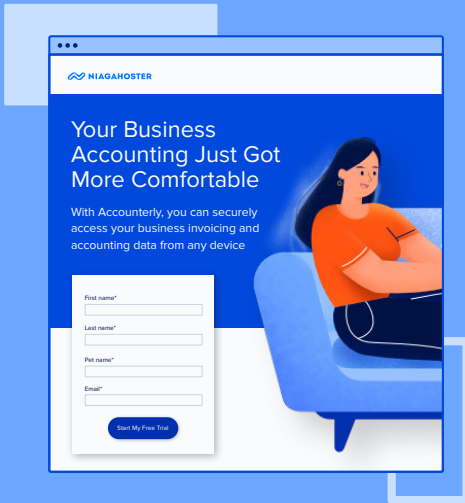 NIAGAHOSTER
Your Business
Accounting Just Got
More Comfortable
With Accounterly, you can securely
access your business invoicing and
accounting data from any device
First name*
Last name*
Pet name*
Email*
Start My Free Trial